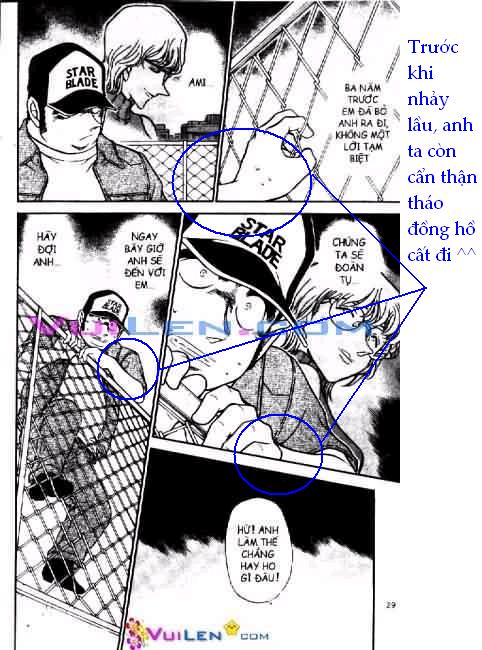 STAR
BLADE
AMI...
BA NĂM
TRƯỚC
EM ĐÃ BỎ
ANH RA ĐI,
KHÔNG MỘT
LỜI TẠM
BIỆT
Trước
khi
nhảy
lầu, anh
ta còn
cẩn thận
tháo
đồng hồ
cất đi ^^
HÃY
ĐỢI
ANH...
NGAY
BÂY GIỜ
ANH SẼ
ĐẾN VỚI
EM...
STAR
BLADE
CHÚNG
TA SẼ
ĐOÀN
TỤ...
STAR
BLADE
VUILEN.COM
HỪ! ANH
LÀM THẾ
CHẲNG
HAY HO
GÌ ĐÂU!
29
VUILEN.COM